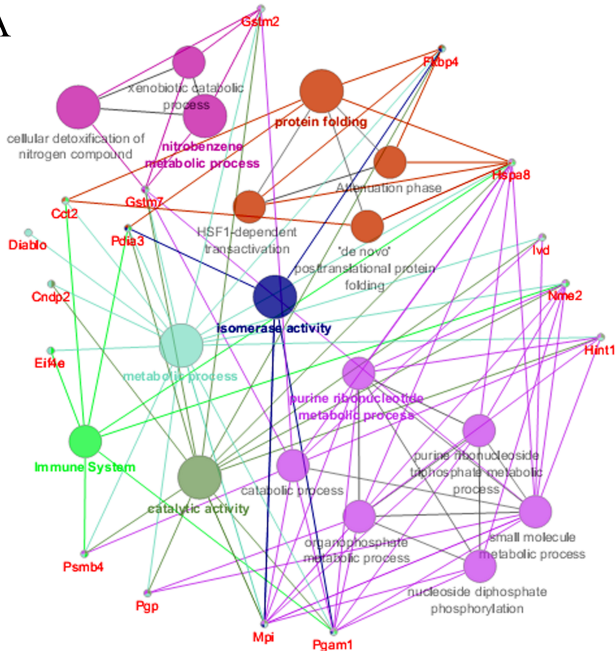 A
Gstm2
Fkbp4
xenobiotic catabolic
process
cellular detoxification of
nitrogen compound
nitrobenzene
metabolic process
protein folding
Attenuation phase
Hspa8
Gstm7
Cct2
Pdia3
Diablo
HSF1-dependent
transactivation
"de novo"
posttranslational protein
folding
Ivd
Cndp2
Nme2
isomerase activity
Eif4e
metabolic process
Hint1
purine ribonucleotide
metabolic process
Immune System
purine ribonucleoside
triphosphate metabolic
process
catabolic process
catalytic activity
organophosphate
metabolic process
small molecule
metabolic process
Psmb4
nucleoside diphosphate
phosphorylation
Pgp
Mpi
Pgam1